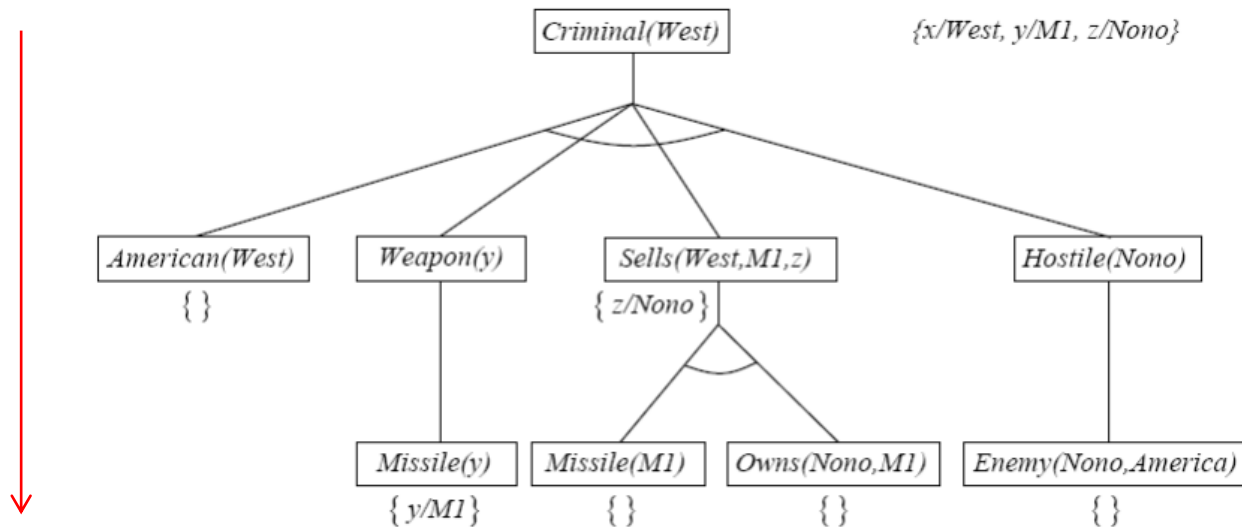 Criminal(West) {x/West, y/M1, z/Nono}
American(West) Weapon(y) Sells(West,M1,z) Hostile(Nono)
{ } { z/Nono }
Missile(y) Missile(M1) Owns(Nono,M1) Enemy(Nono,America)
{ y/M1 } { } { } { }